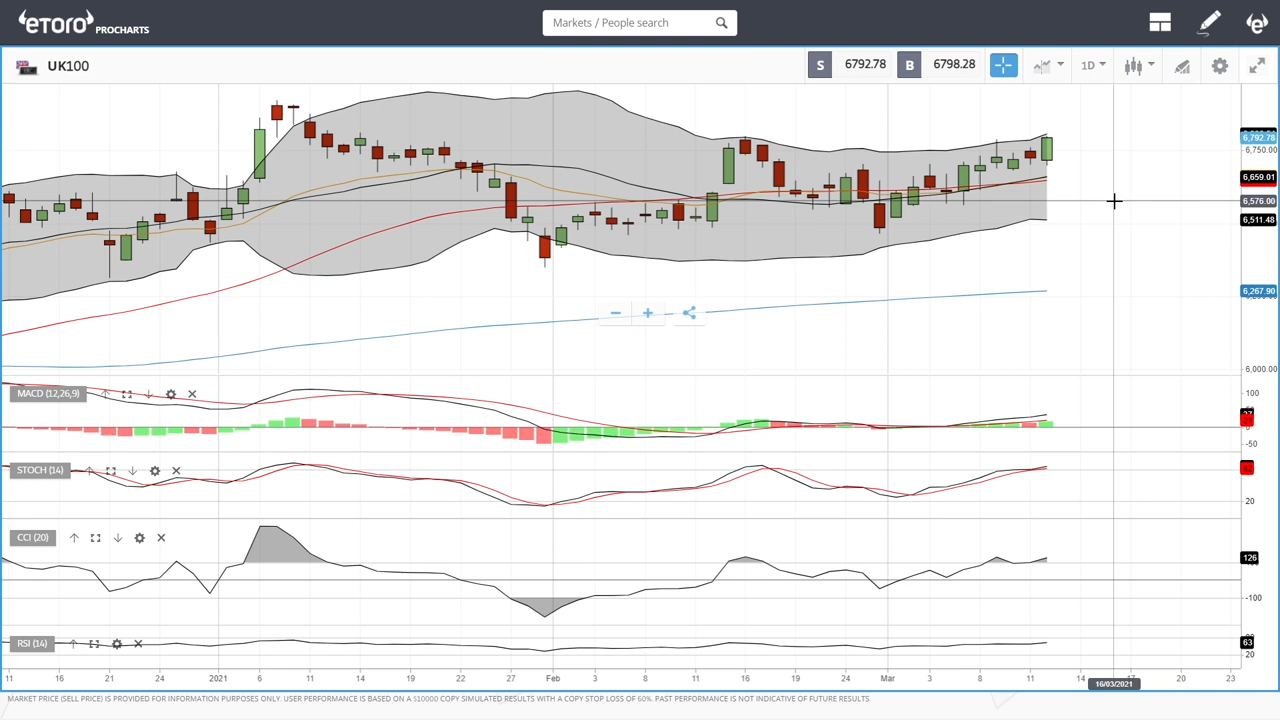 eToro PROCHARTS
Markets / People search
UK100
S 6792.78 B 6798.28 1D
6,792.78
6,750.00
6,659.01
6,576.00
6,511.48
6,267.90
6,000.00
MACD (12,26,9)
100
0
-50
STOCH (14)
20
CCI (20)
126
-100
RSI (14)
63
20
11 16 21 24 2021 6 11 14 19 22 27 Feb 3 8 11 16 19 24 Mar 3 8 11 14 17 20 23
16/03/2021
MARKET PRICE (SELL PRICE) IS PROVIDED FOR INFORMATION PURPOSES ONLY. USER PERFORMANCE IS BASED ON A $10000 COPY SIMULATED RESULTS WITH A COPY STOP LOSS OF 60%. PAST PERFORMANCE IS NOT INDICATIVE OF FUTURE RESULTS.